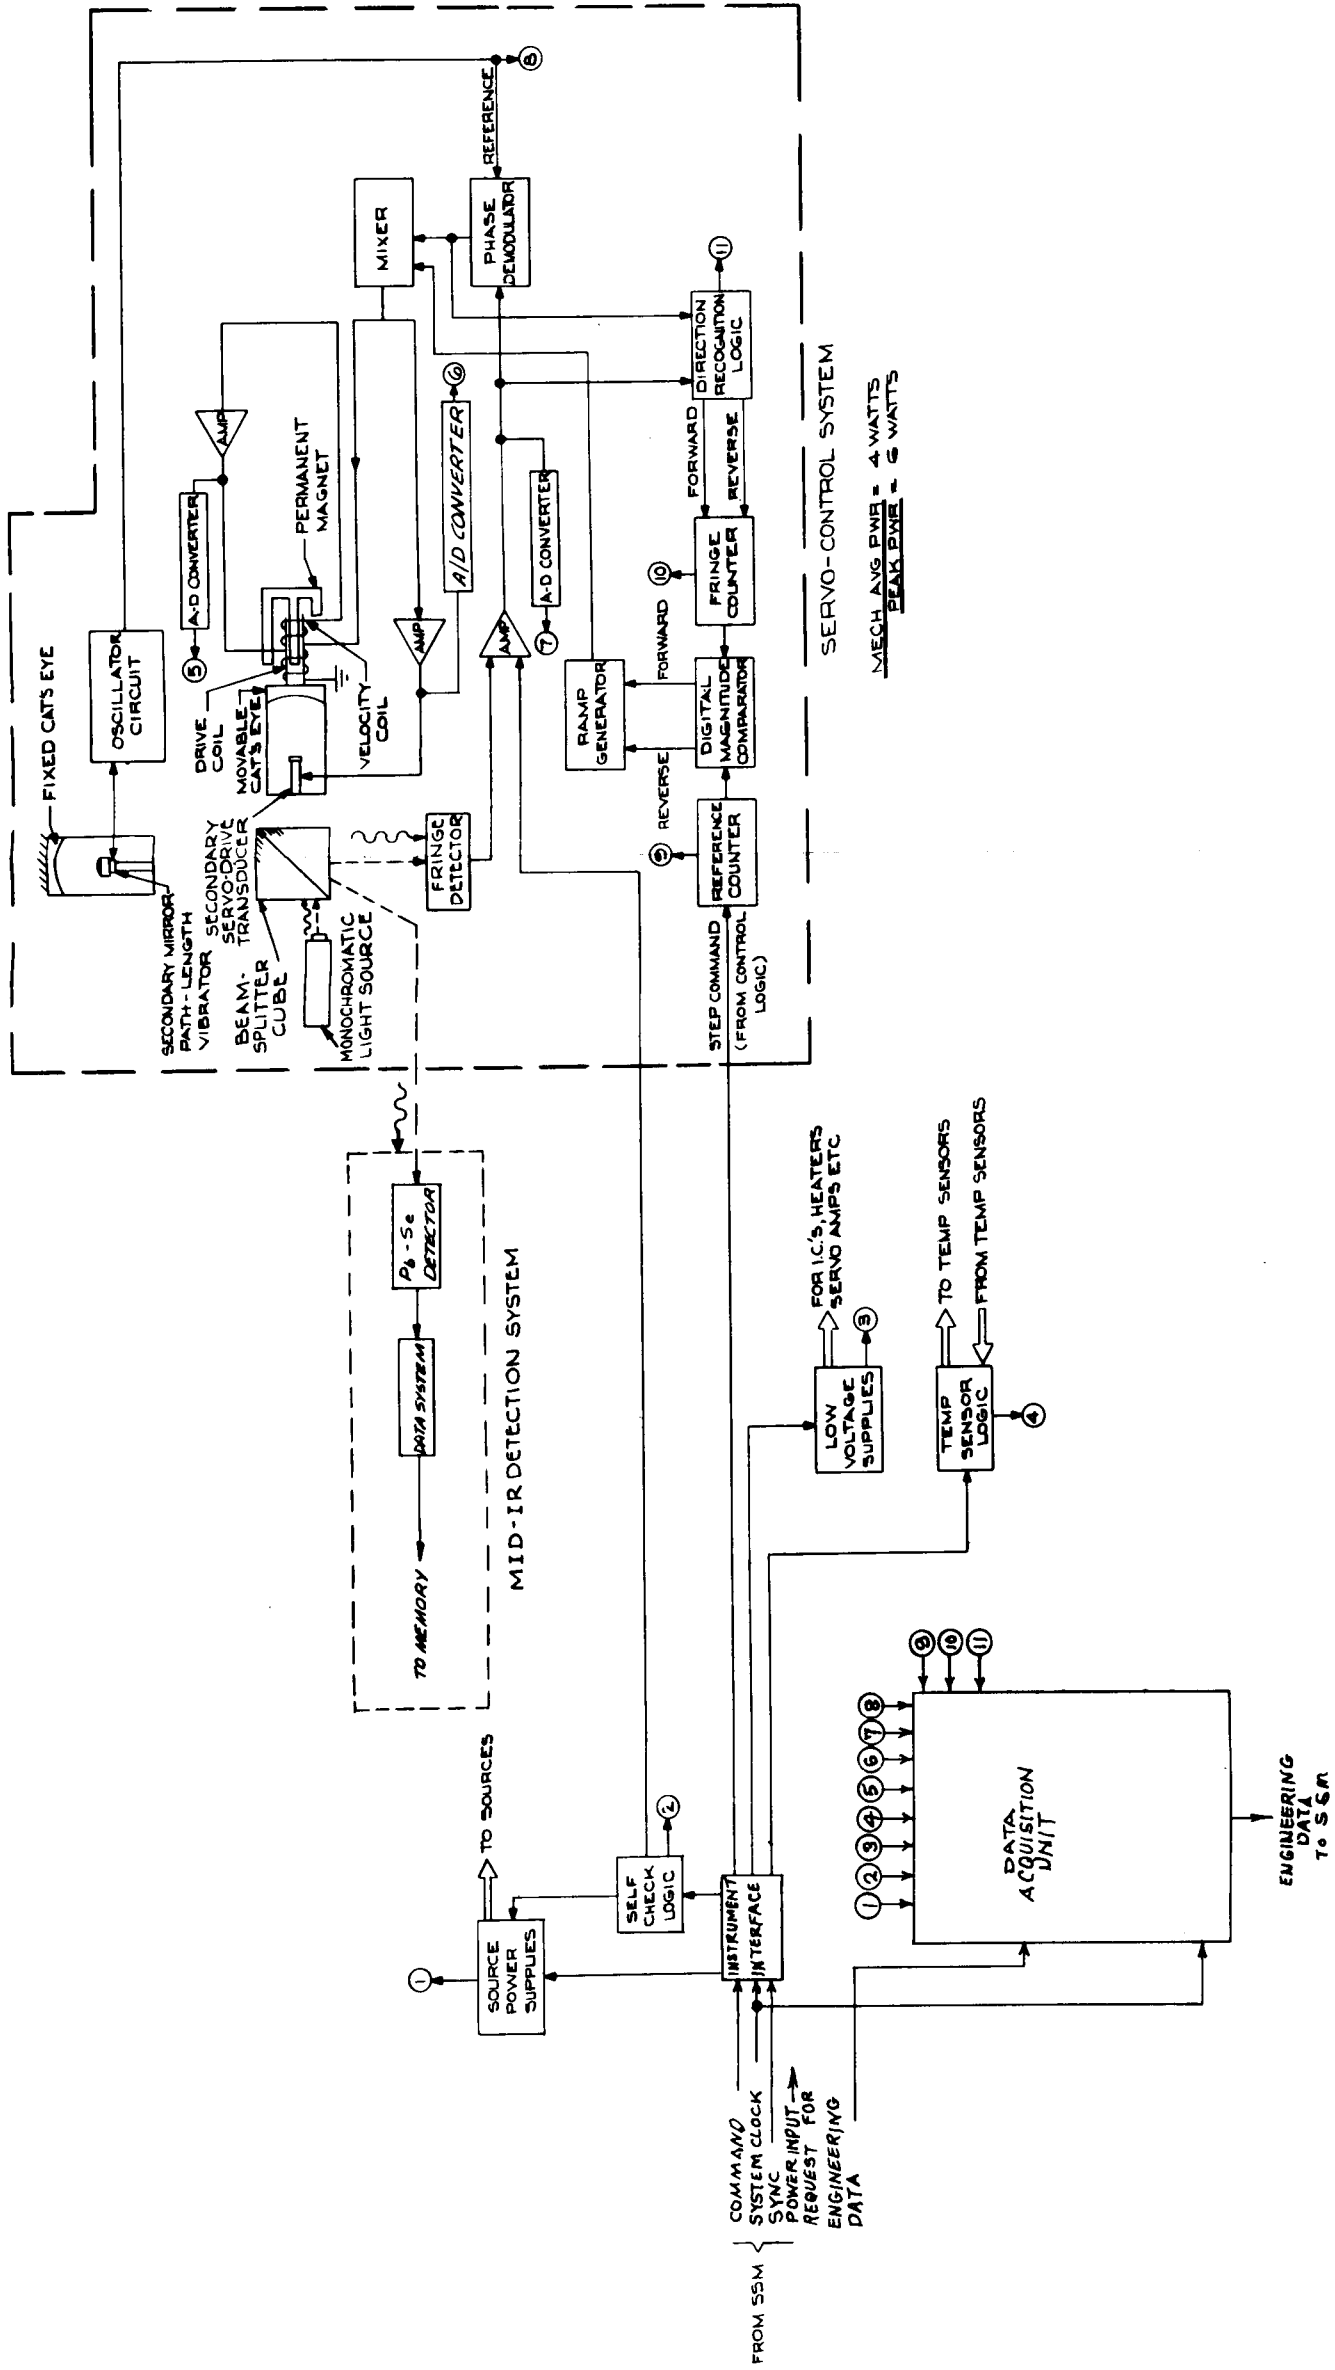 FIXED CAT'S EYE
OSCILLATOR
CIRCUIT
SECONDARY MIRROR-
PATH-LENGTH
VIBRATOR
SECONDARY
SERVO-DRIVE
TRANSDUCER
BEAM-
SPLITTER
CUBE
MONOCHROMATIC
LIGHT SOURCE
MOVABLE
CAT'S EYE
DRIVE
COIL
VELOCITY
COIL
PERMANENT
MAGNET
A-D CONVERTER
5
AMP
AMP
A/D CONVERTER
6
MIXER
REFERENCE
8
PHASE
DEMODULATOR
FRINGE
DETECTOR
AMP
A-D CONVERTER
7
RAMP
GENERATOR
REVERSE
FORWARD
STEP COMMAND
(FROM CONTROL
LOGIC)
REFERENCE
COUNTER
9
DIGITAL
MAGNITUDE
COMPARATOR
FRINGE
COUNTER
10
FORWARD
REVERSE
DIRECTION
RECOGNITION
LOGIC
11
SERVO-CONTROL SYSTEM
MECH AVG PWR = 4 WATTS
PEAK PWR = 6 WATTS
Pb-Se
DETECTOR
DATA SYSTEM
TO MEMORY
MID-IR DETECTION SYSTEM
TO SOURCES
SOURCE
POWER
SUPPLIES
1
SELF
CHECK
LOGIC
2
INSTRUMENT
INTERFACE
LOW
VOLTAGE
SUPPLIES
FOR I.C.'S, HEATERS
SERVO AMPS ETC
3
TEMP
SENSOR
LOGIC
TO TEMP SENSORS
FROM TEMP SENSORS
4
FROM SSM
COMMAND
SYSTEM CLOCK
SYNC
POWER INPUT
REQUEST FOR
ENGINEERING
DATA
1 2 3 4 5 6 7 8
9
10
11
DATA
ACQUISITION
UNIT
ENGINEERING
DATA
TO SSM